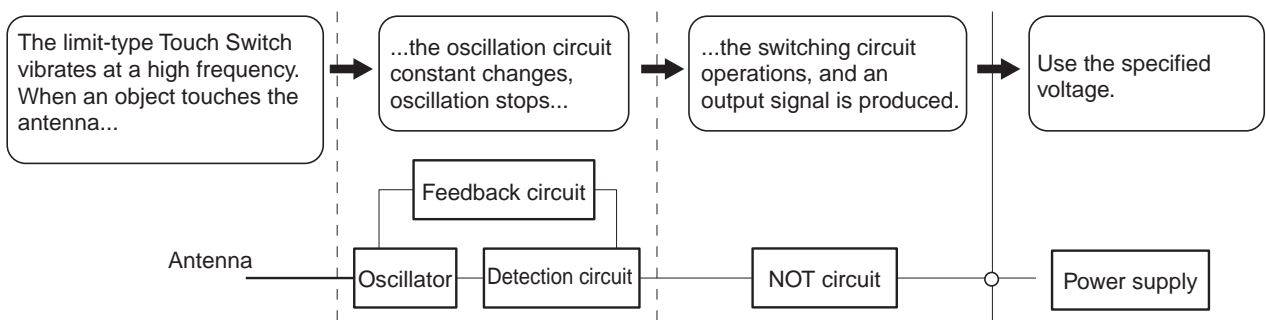 The limit-type Touch Switch
vibrates at a high frequency.
When an object touches the
antenna...
...the oscillation circuit
constant changes,
oscillation stops...
...the switching circuit
operations, and an
output signal is produced.
Use the specified
voltage.
Feedback circuit
Antenna
Oscillator
Detection circuit
NOT circuit
Power supply